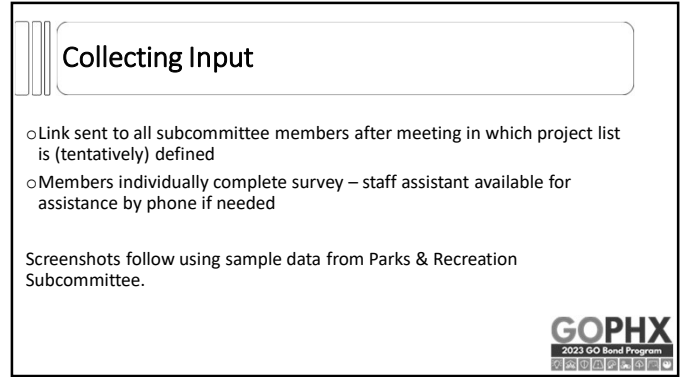 Collecting Input
oLink sent to all subcommittee members after meeting in which project list
is (tentatively) defined
oMembers individually complete survey – staff assistant available for
assistance by phone if needed
Screenshots follow using sample data from Parks & Recreation
Subcommittee.
GOPHX
2023 GO Bond Program